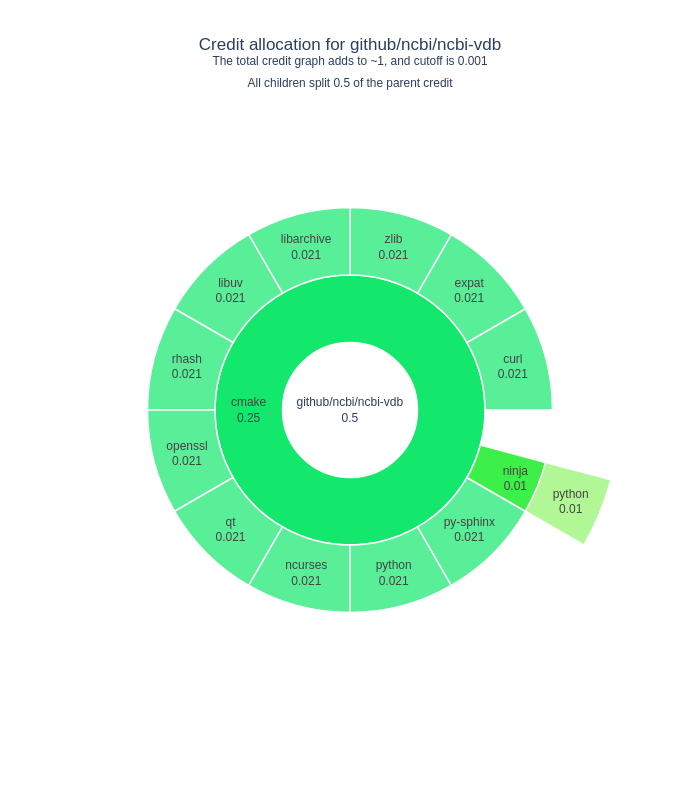 Credit allocation for github/ncbi/ncbi-vdb
The total credit graph adds to ~1, and cutoff is 0.001
All children split 0.5 of the parent credit
libarchive
0.021
zlib
0.021
libuv
0.021
expat
0.021
rhash
0.021
curl
0.021
cmake
0.25
github/ncbi/ncbi-vdb
0.5
openssl
0.021
ninja
0.01
python
0.01
qt
0.021
py-sphinx
0.021
ncurses
0.021
python
0.021